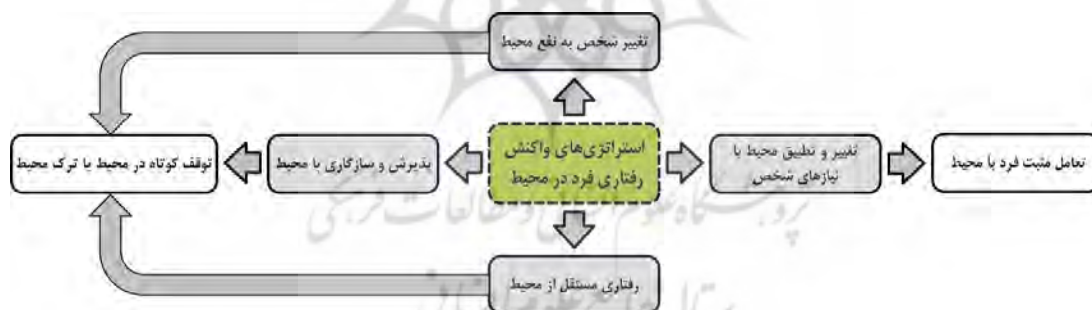 تغییر شخص به نفع محیط
تعامل مثبت فرد با محیط
تغییر و تطبیق محیط با
نیازهای شخص
استراتژی‌های واکنش
رفتاری فرد در محیط
پذیرش و سازگاری با محیط
توقف کوتاه در محیط یا ترک محیط
رفتاری مستقل از محیط